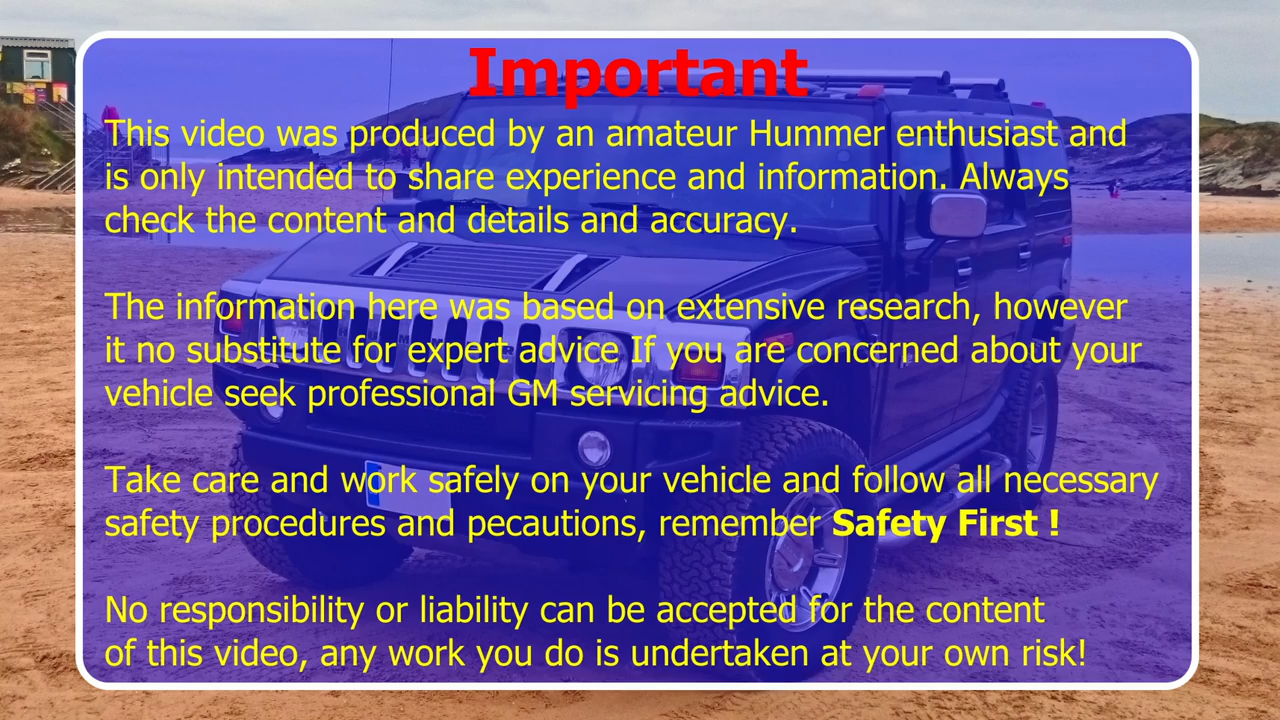 Important
This video was produced by an amateur Hummer enthusiast and
is only intended to share experience and information. Always
check the content and details and accuracy.
The information here was based on extensive research, however
it no substitute for expert advice If you are concerned about your
vehicle seek professional GM servicing advice.
Take care and work safely on your vehicle and follow all necessary
safety procedures and pecautions, remember Safety First !
No responsibility or liability can be accepted for the content
of this video, any work you do is undertaken at your own risk!